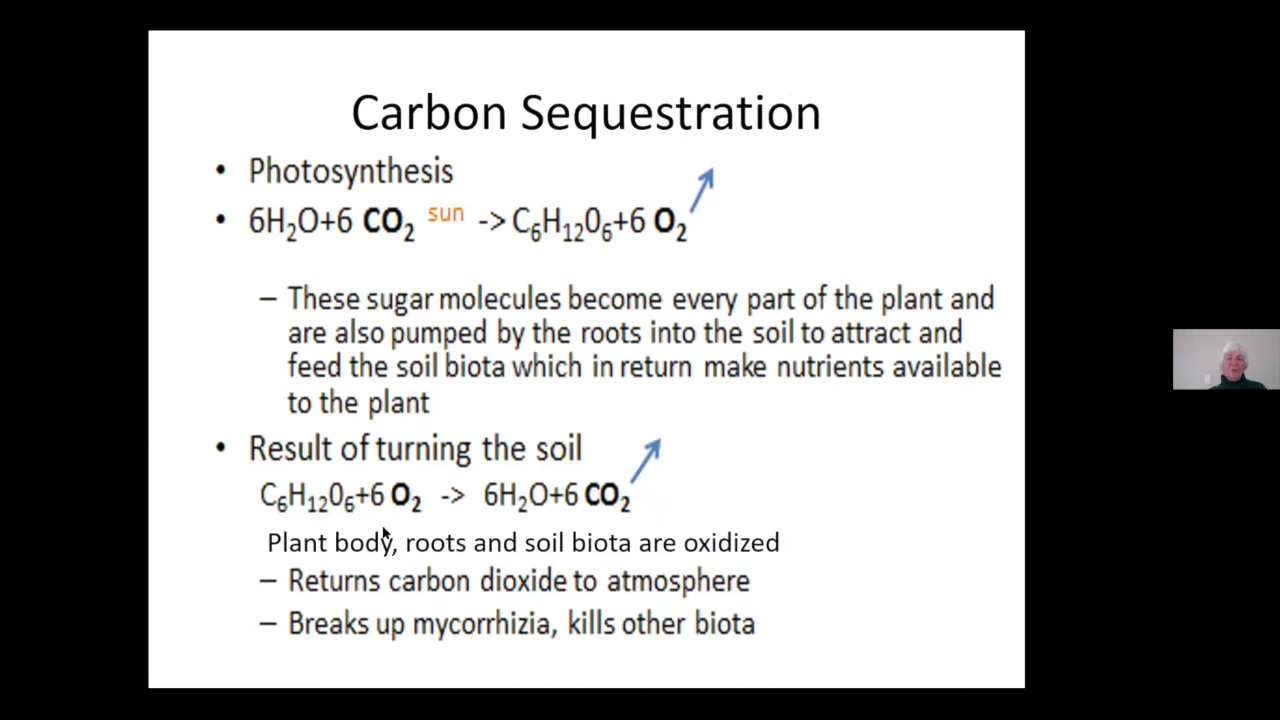 Carbon Sequestration
• Photosynthesis
• 6H₂O+6 CO₂ sun -> C₆H₁₂0₆+6 O₂
– These sugar molecules become every part of the plant and
are also pumped by the roots into the soil to attract and
feed the soil biota which in return make nutrients available
to the plant
• Result of turning the soil
C₆H₁₂0₆+6 O₂ -> 6H₂O+6 CO₂
Plant body, roots and soil biota are oxidized
– Returns carbon dioxide to atmosphere
– Breaks up mycorrhizia, kills other biota